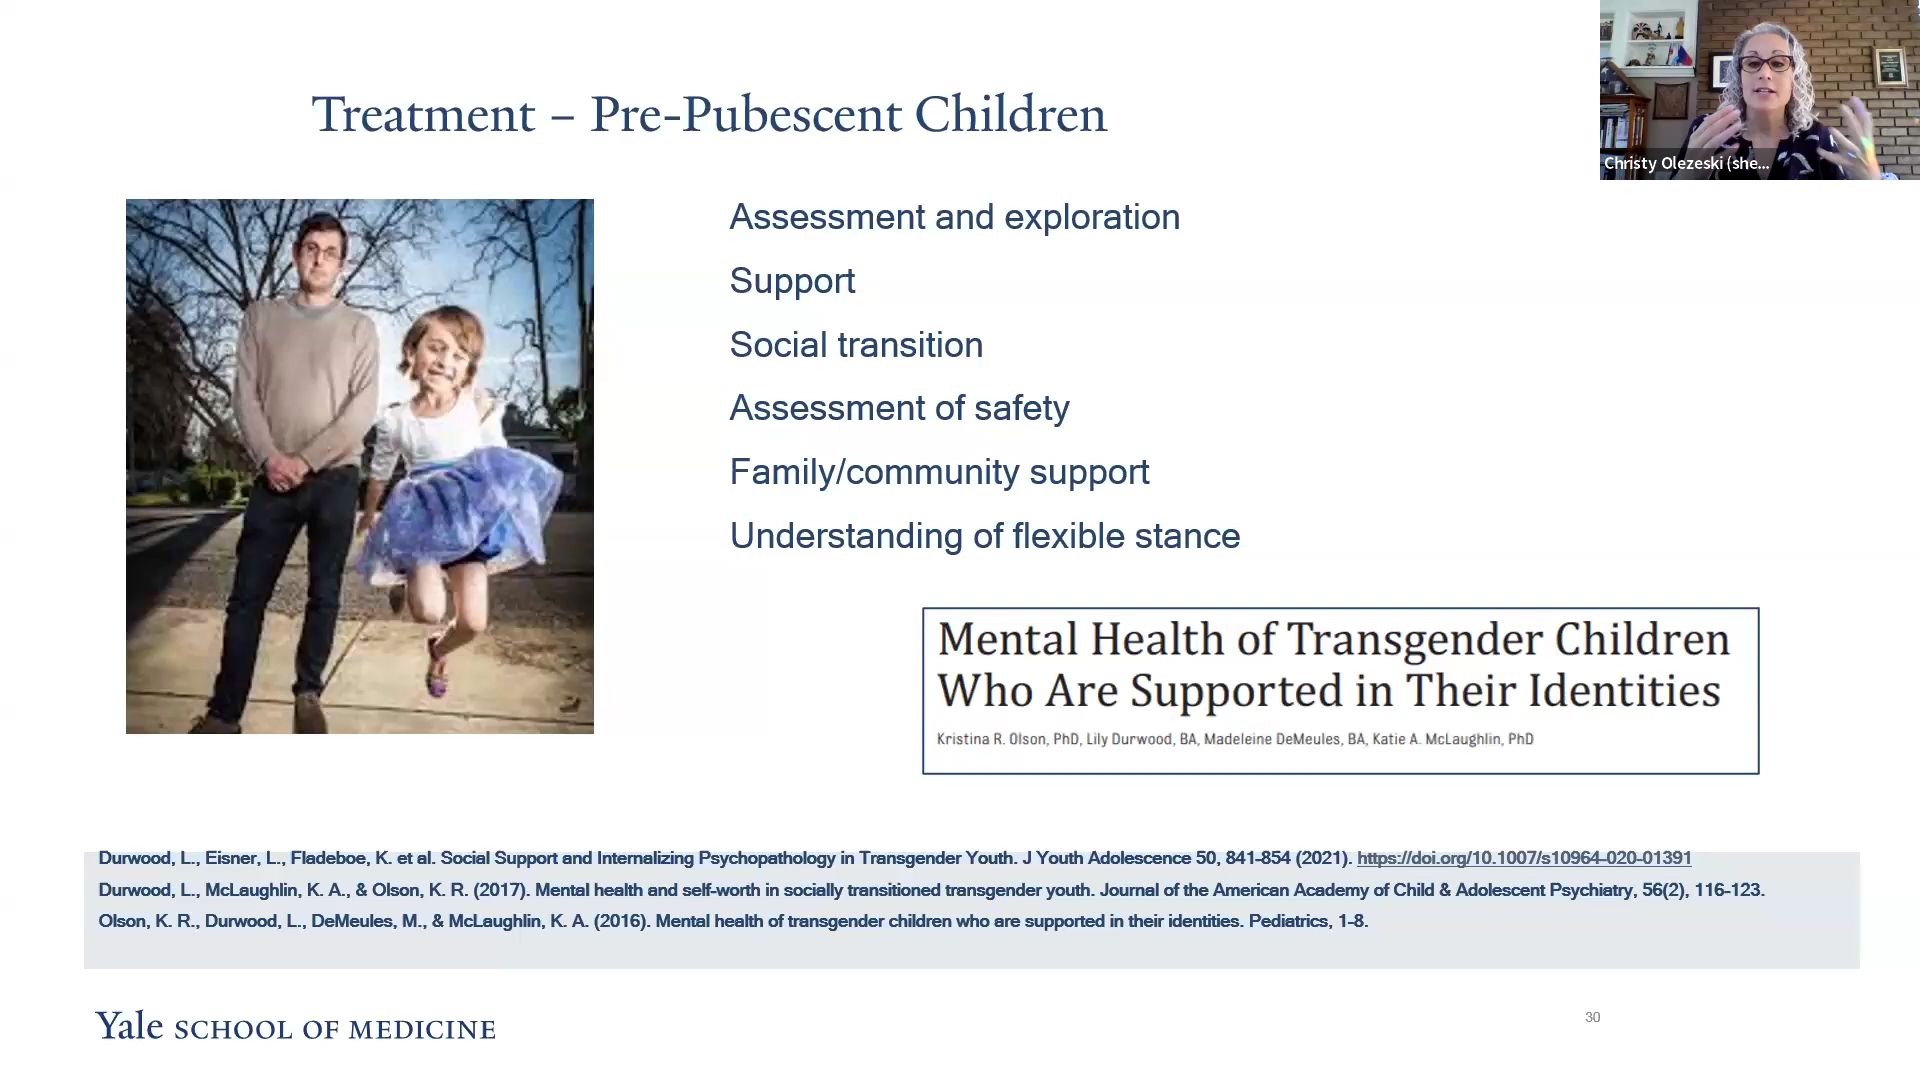 Treatment – Pre-Pubescent Children
Christy Olezeski (she...
Assessment and exploration
Support
Social transition
Assessment of safety
Family/community support
Understanding of flexible stance
Mental Health of Transgender Children
Who Are Supported in Their Identities
Kristina R. Olson, PhD, Lily Durwood, BA, Madeleine DeMeules, BA, Katie A. McLaughlin, PhD
Durwood, L., Eisner, L., Fladeboe, K. et al. Social Support and Internalizing Psychopathology in Transgender Youth. J Youth Adolescence 50, 841-854 (2021). https://doi.org/10.1007/s10964-020-01391
Durwood, L., McLaughlin, K. A., & Olson, K. R. (2017). Mental health and self-worth in socially transitioned transgender youth. Journal of the American Academy of Child & Adolescent Psychiatry, 56(2), 116-123.
Olson, K. R., Durwood, L., DeMeules, M., & McLaughlin, K. A. (2016). Mental health of transgender children who are supported in their identities. Pediatrics, 1-8.
Yale SCHOOL OF MEDICINE
30